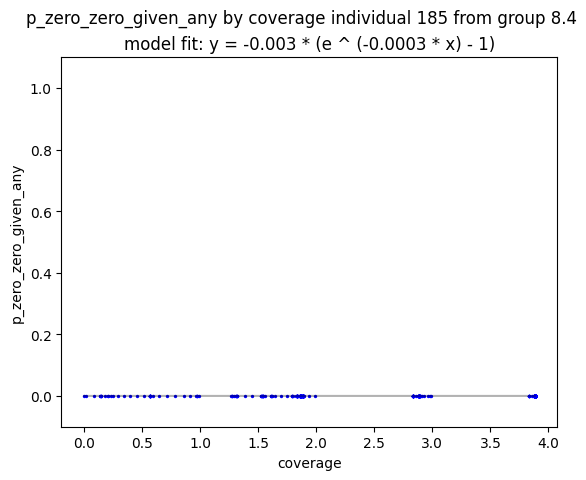 p_zero_zero_given_any by coverage individual 185 from group 8.4
model fit: y = -0.003 * (e ^ (-0.0003 * x) - 1)
1.0
0.8
0.6
0.4
0.2
0.0
p_zero_zero_given_any
0.0 0.5 1.0 1.5 2.0 2.5 3.0 3.5 4.0
coverage